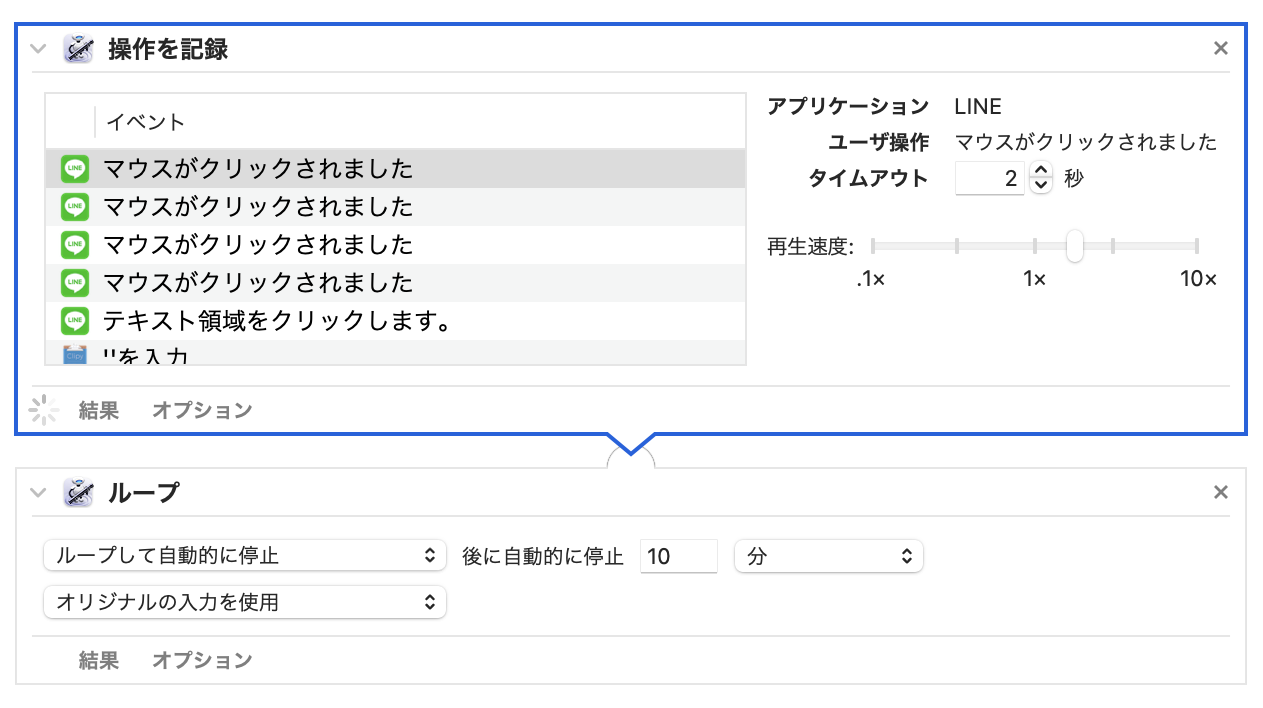 操作を記録
イベント
マウスがクリックされました
マウスがクリックされました
マウスがクリックされました
マウスがクリックされました
テキスト領域をクリックします。
''を入力
アプリケーション LINE
ユーザ操作 マウスがクリックされました
タイムアウト 2 秒
再生速度:
.1× 1× 10×
結果 オプション
ループ
ループして自動的に停止 後に自動的に停止 10 分
オリジナルの入力を使用
結果 オプション